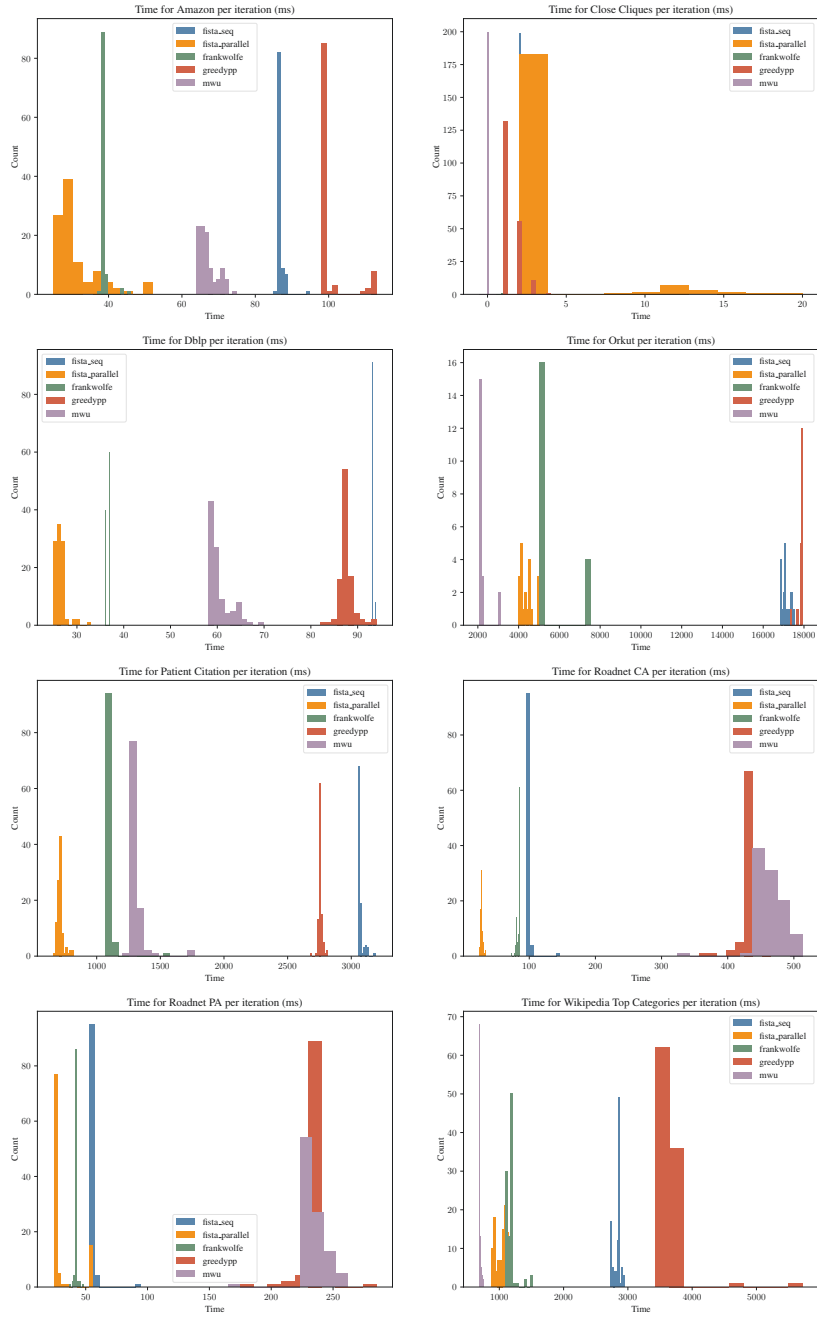 Time for Amazon per iteration (ms)
Count
80
60
40
20
0
40
60
80
100
Time
fista_seq
fista_parallel
frankwolfe
greedypp
mwu
Time for Close Cliques per iteration (ms)
Count
200
175
150
125
100
75
50
25
0
0
5
10
15
20
Time
fista_seq
fista_parallel
frankwolfe
greedypp
mwu
Time for Dblp per iteration (ms)
Count
80
60
40
20
0
30
40
50
60
70
80
90
Time
fista_seq
fista_parallel
frankwolfe
greedypp
mwu
Time for Orkut per iteration (ms)
Count
16
14
12
10
8
6
4
2
0
2000
4000
6000
8000
10000
12000
14000
16000
18000
Time
fista_seq
fista_parallel
frankwolfe
greedypp
mwu
Time for Patient Citation per iteration (ms)
Count
80
60
40
20
0
1000
1500
2000
2500
3000
Time
fista_seq
fista_parallel
frankwolfe
greedypp
mwu
Time for Roadnet CA per iteration (ms)
Count
80
60
40
20
0
0
100
200
300
400
500
Time
fista_seq
fista_parallel
frankwolfe
greedypp
mwu
Time for Roadnet PA per iteration (ms)
Count
80
60
40
20
0
50
100
150
200
250
Time
fista_seq
fista_parallel
frankwolfe
greedypp
mwu
Time for Wikipedia Top Categories per iteration (ms)
Count
70
60
50
40
30
20
10
0
1000
2000
3000
4000
5000
Time
fista_seq
fista_parallel
frankwolfe
greedypp
mwu